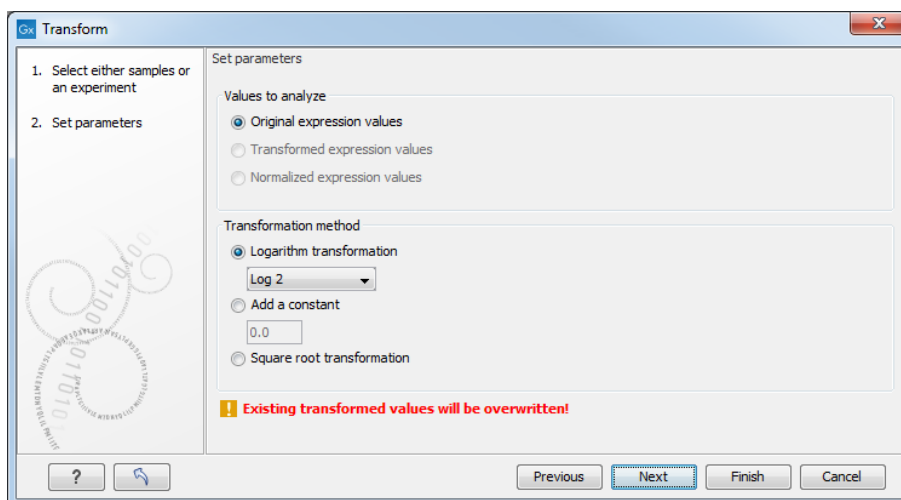 Gx Transform
1. Select either samples or
an experiment
2. Set parameters
Set parameters
Values to analyze
Original expression values
Transformed expression values
Normalized expression values
Transformation method
Logarithm transformation
Log 2
Add a constant
0.0
Square root transformation
! Existing transformed values will be overwritten!
?
Previous
Next
Finish
Cancel